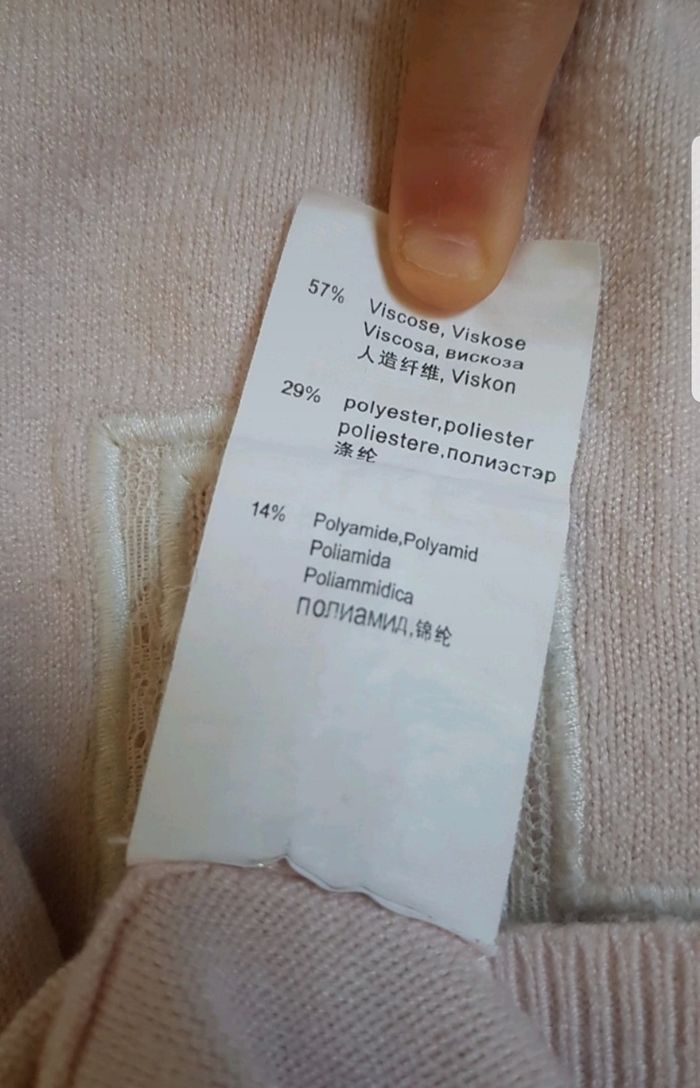 57% Viscose, Viskose
Viscosa, вискоза
人造纤维, Viskon
29% polyester,poliester
poliestere,полиэстэр
涤纶
14% Polyamide,Polyamid
Poliamida
Poliammidica
полиамид,锦纶